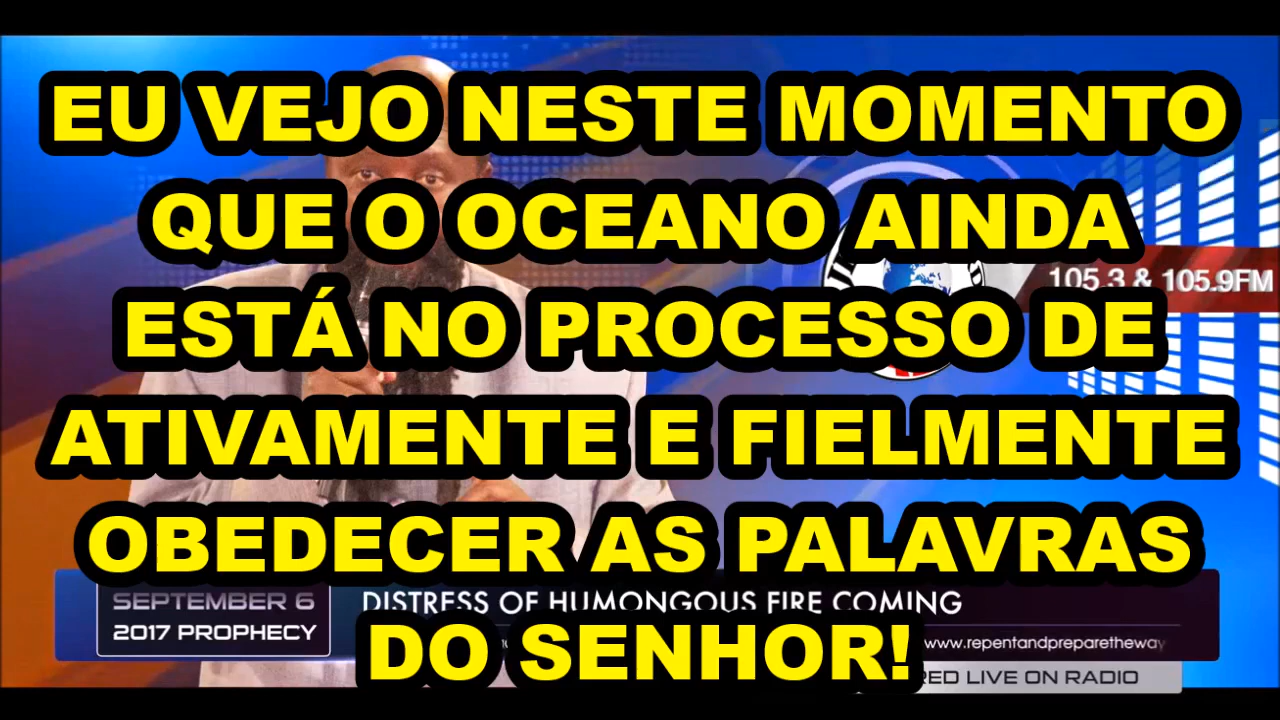 EU VEJO NESTE MOMENTO
QUE O OCEANO AINDA
ESTÁ NO PROCESSO DE
ATIVAMENTE E FIELMENTE
OBEDECER AS PALAVRAS
DO SENHOR!
105.3 & 105.9FM
SEPTEMBER 6
2017 PROPHECY
DISTRESS OF HUMONGOUS FIRE COMING
www.repentandpreparetheway
LIVE ON RADIO